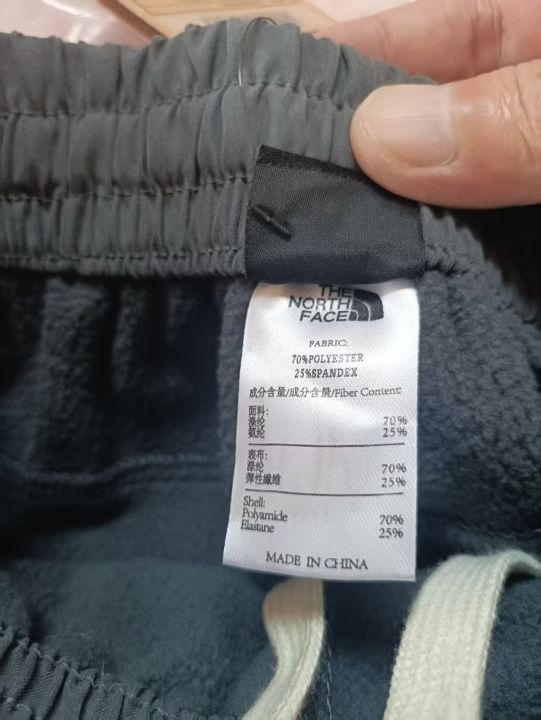 THE
NORTH
FACE
FABRIC:
70%POLYESTER
25%SPANDEX
成分含量/成分含量/Fiber Content:
面料:
涤纶 70%
氨纶 25%
表布:
滌纶 70%
彈性纖維 25%
Shell:
Polyamide 70%
Elastane 25%
MADE IN CHINA